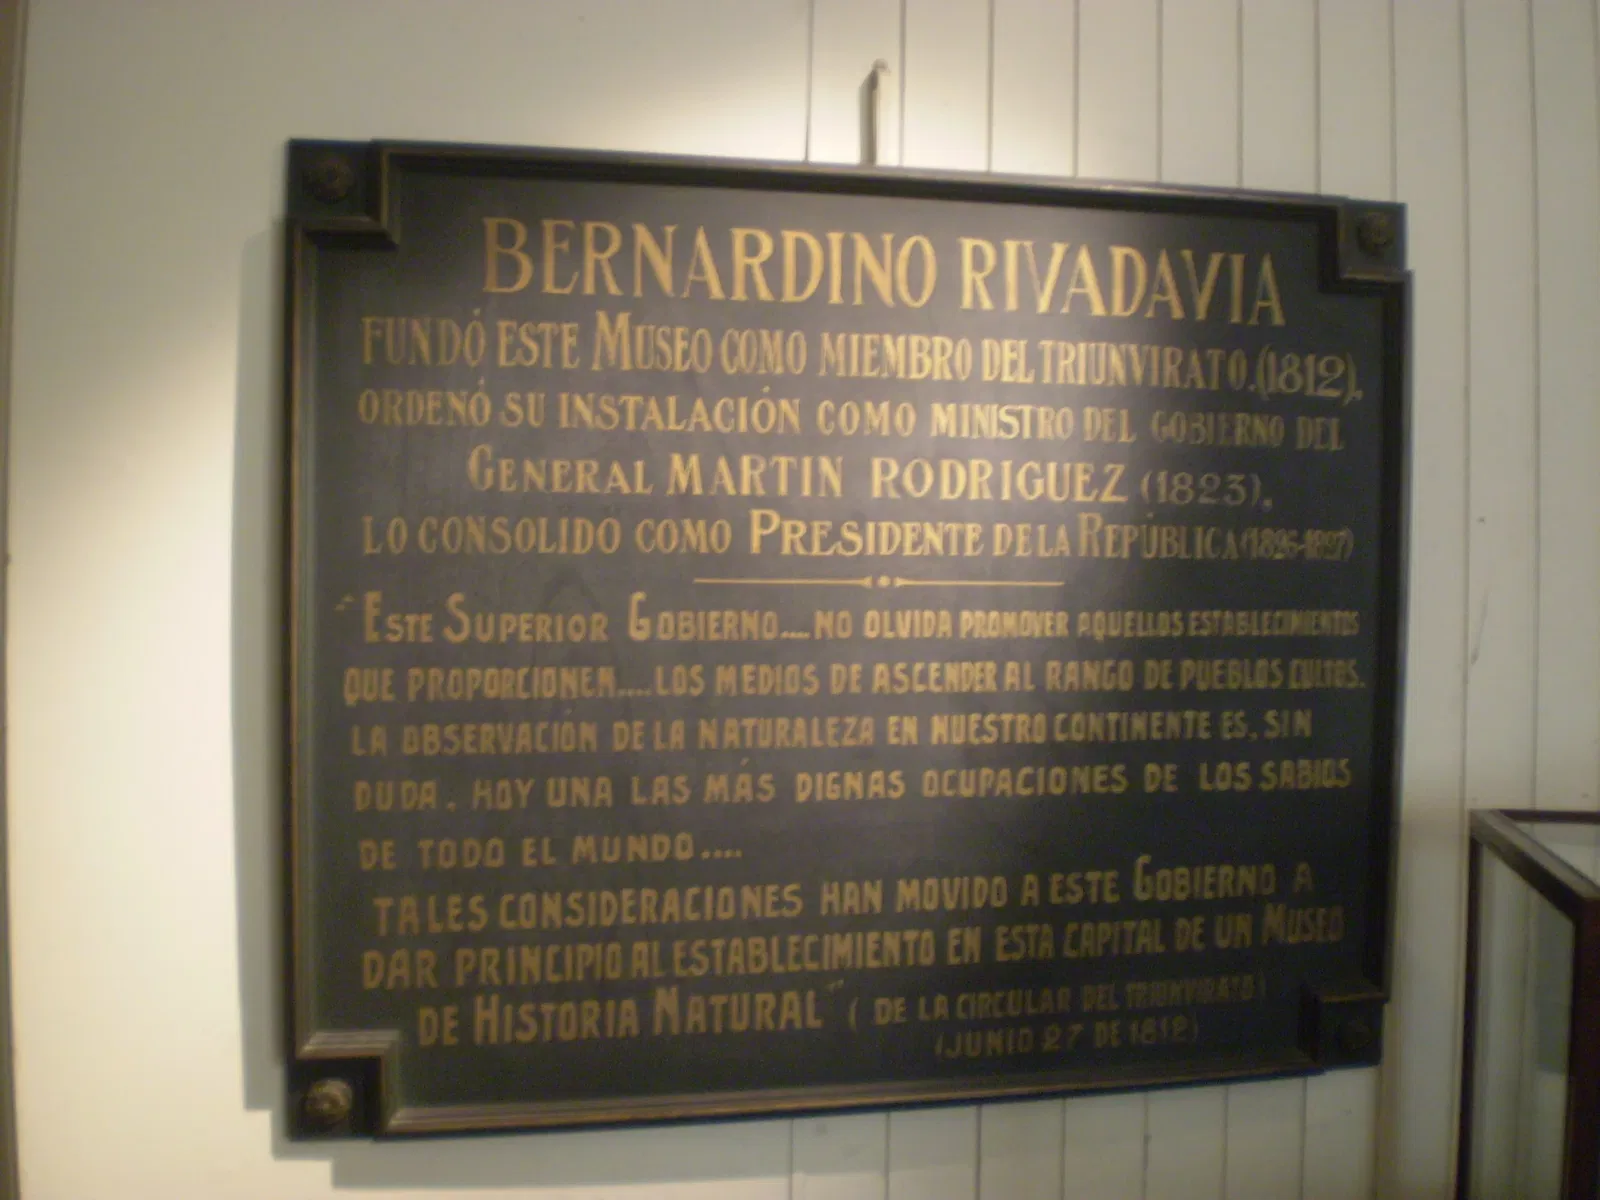 BERNARDINO RIVADAVIA
FUNDÓ ESTE MUSEO COMO MIEMBRO DEL TRIUNVIRATO.(1812).
ORDENÓ SU INSTALACIÓN COMO MINISTRO DEL GOBIERNO DEL
GENERAL MARTIN RODRIGUEZ (1823).
LO CONSOLIDO COMO PRESIDENTE DE LA REPÚBLICA (1826-1827)
"ESTE SUPERIOR GOBIERNO....NO OLVIDA PROMOVER AQUELLOS ESTABLECIMIENTOS
QUE PROPORCIONEN....LOS MEDIOS DE ASCENDER AL RANGO DE PUEBLOS CULTOS.
LA OBSERVACIÓN DE LA NATURALEZA EN NUESTRO CONTINENTE ES, SIN
DUDA. HOY UNA LAS MÁS DIGNAS OCUPACIONES DE LOS SABIOS
DE TODO EL MUNDO....
TALES CONSIDERACIONES HAN MOVIDO A ESTE GOBIERNO A
DAR PRINCIPIO AL ESTABLECIMIENTO EN ESTA CAPITAL DE UN MUSEO
DE HISTORIA NATURAL" (DE LA CIRCULAR DEL TRIUNVIRATO)
(JUNIO 27 DE 1812)